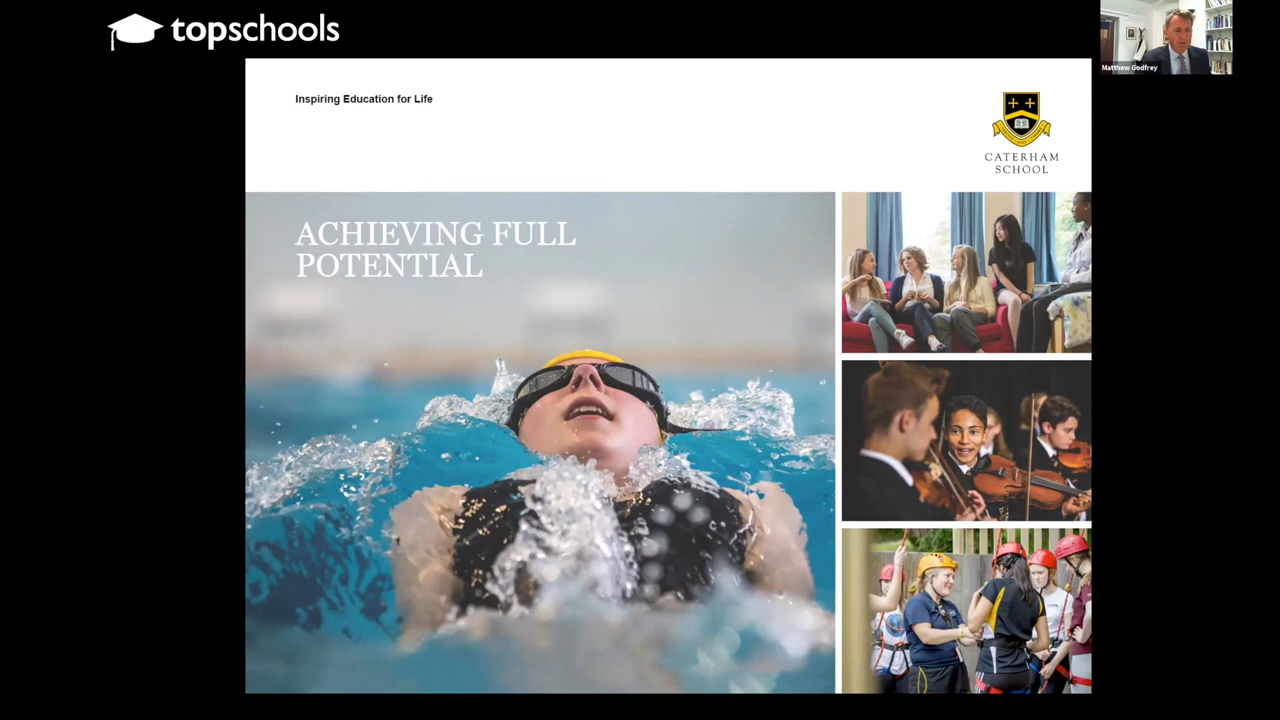 topschools
Matthew Godfrey
Inspiring Education for Life
CATERHAM
SCHOOL
ACHIEVING FULL
POTENTIAL